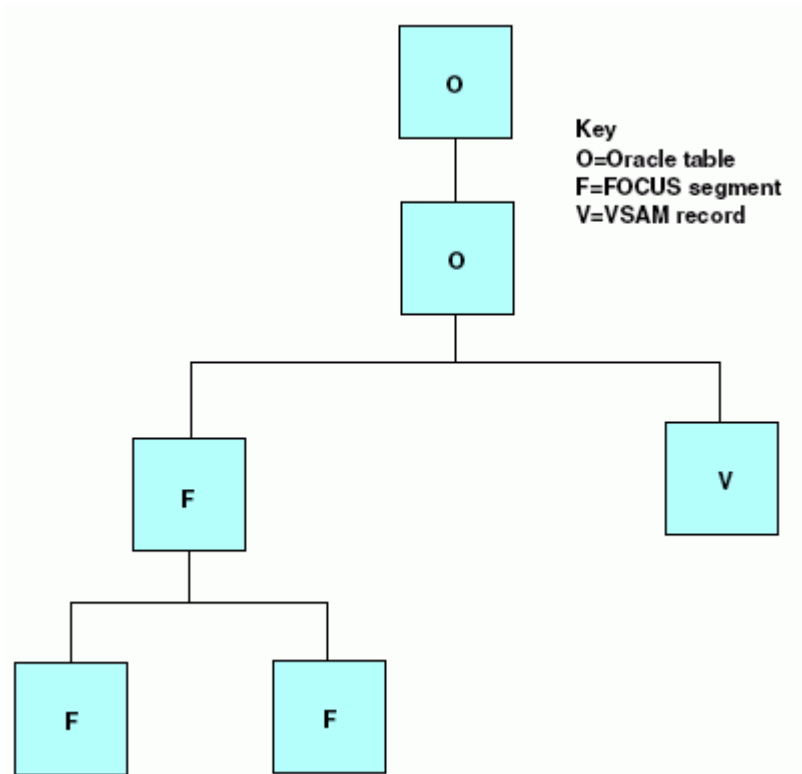 O
Key
O=Oracle table
F=FOCUS segment
V=VSAM record
O
F
V
F
F